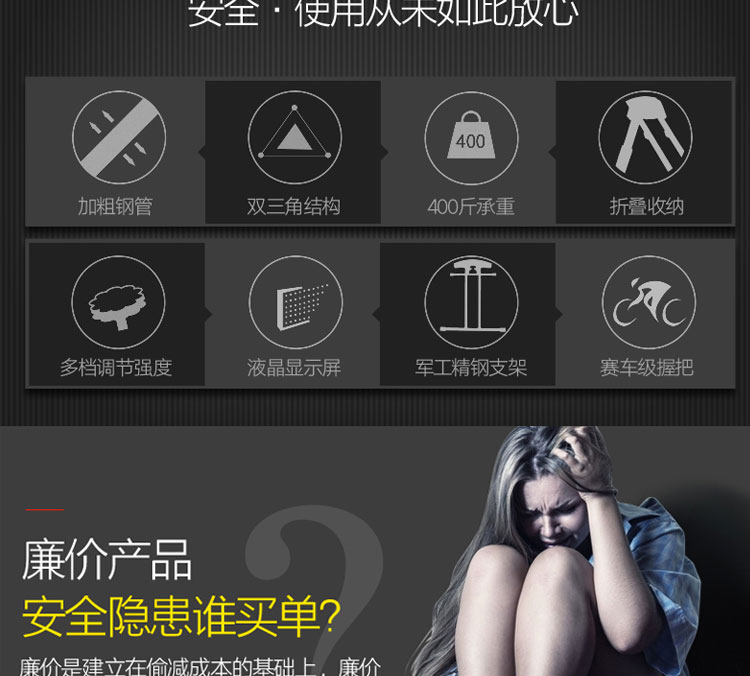 安全·使用从未如此放心
400
加粗钢管 双三角结构 400斤承重 折叠收纳
多档调节强度 液晶显示屏 军工精钢支架 赛车级握把
?
廉价产品
安全隐患谁买单?
廉价是建立在偷减成本的基础上，廉价